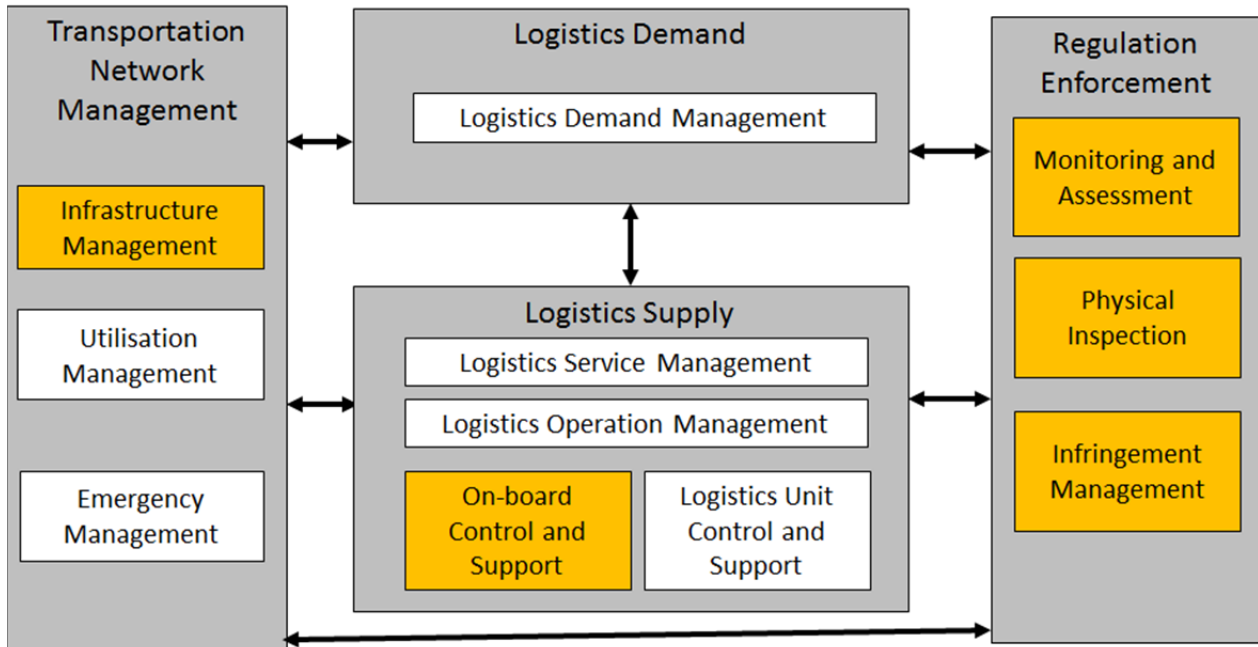 Transportation
Network
Management
Infrastructure
Management
Utilisation
Management
Emergency
Management
Logistics Demand
Logistics Demand Management
Logistics Supply
Logistics Service Management
Logistics Operation Management
On-board
Control and
Support
Logistics Unit
Control and
Support
Regulation
Enforcement
Monitoring and
Assessment
Physical
Inspection
Infringement
Management